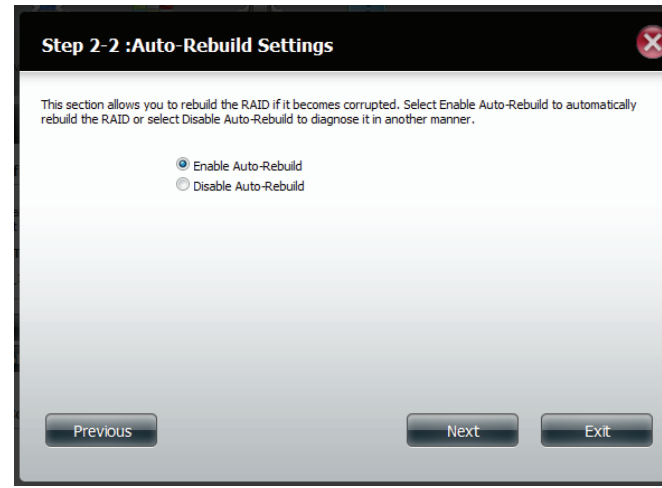 Step 2-2 :Auto-Rebuild Settings
This section allows you to rebuild the RAID if it becomes corrupted. Select Enable Auto-Rebuild to automatically
rebuild the RAID or select Disable Auto-Rebuild to diagnose it in another manner.
Enable Auto-Rebuild
Disable Auto-Rebuild
Previous
Next
Exit